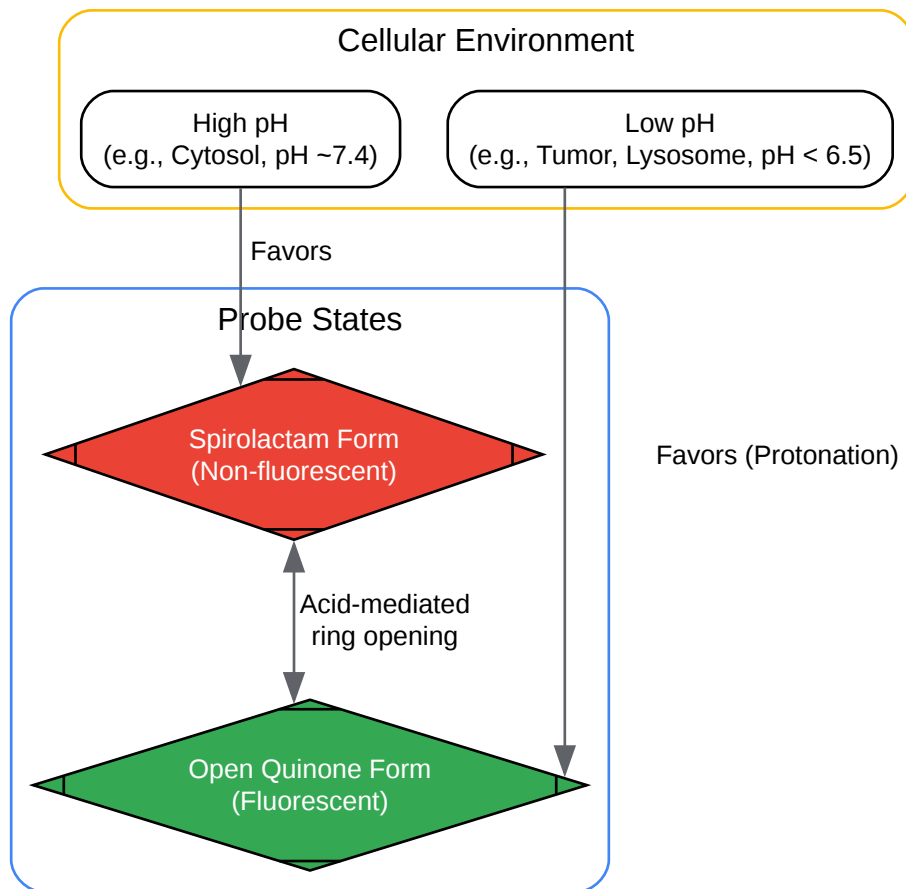 Cellular Environment
High pH
(e.g., Cytosol, pH ~7.4)
Low pH
(e.g., Tumor, Lysosome, pH < 6.5)
Favors
Probe States
Spirolactam Form
(Non-fluorescent)
Favors (Protonation)
Acid-mediated
ring opening
Open Quinone Form
(Fluorescent)